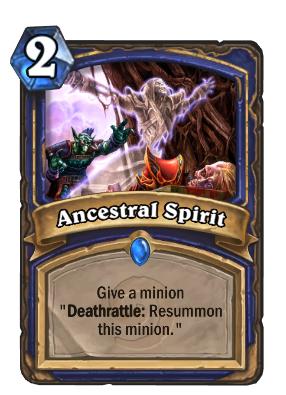 2
Ancestral Spirit
Give a minion
"Deathrattle: Resummon
this minion."